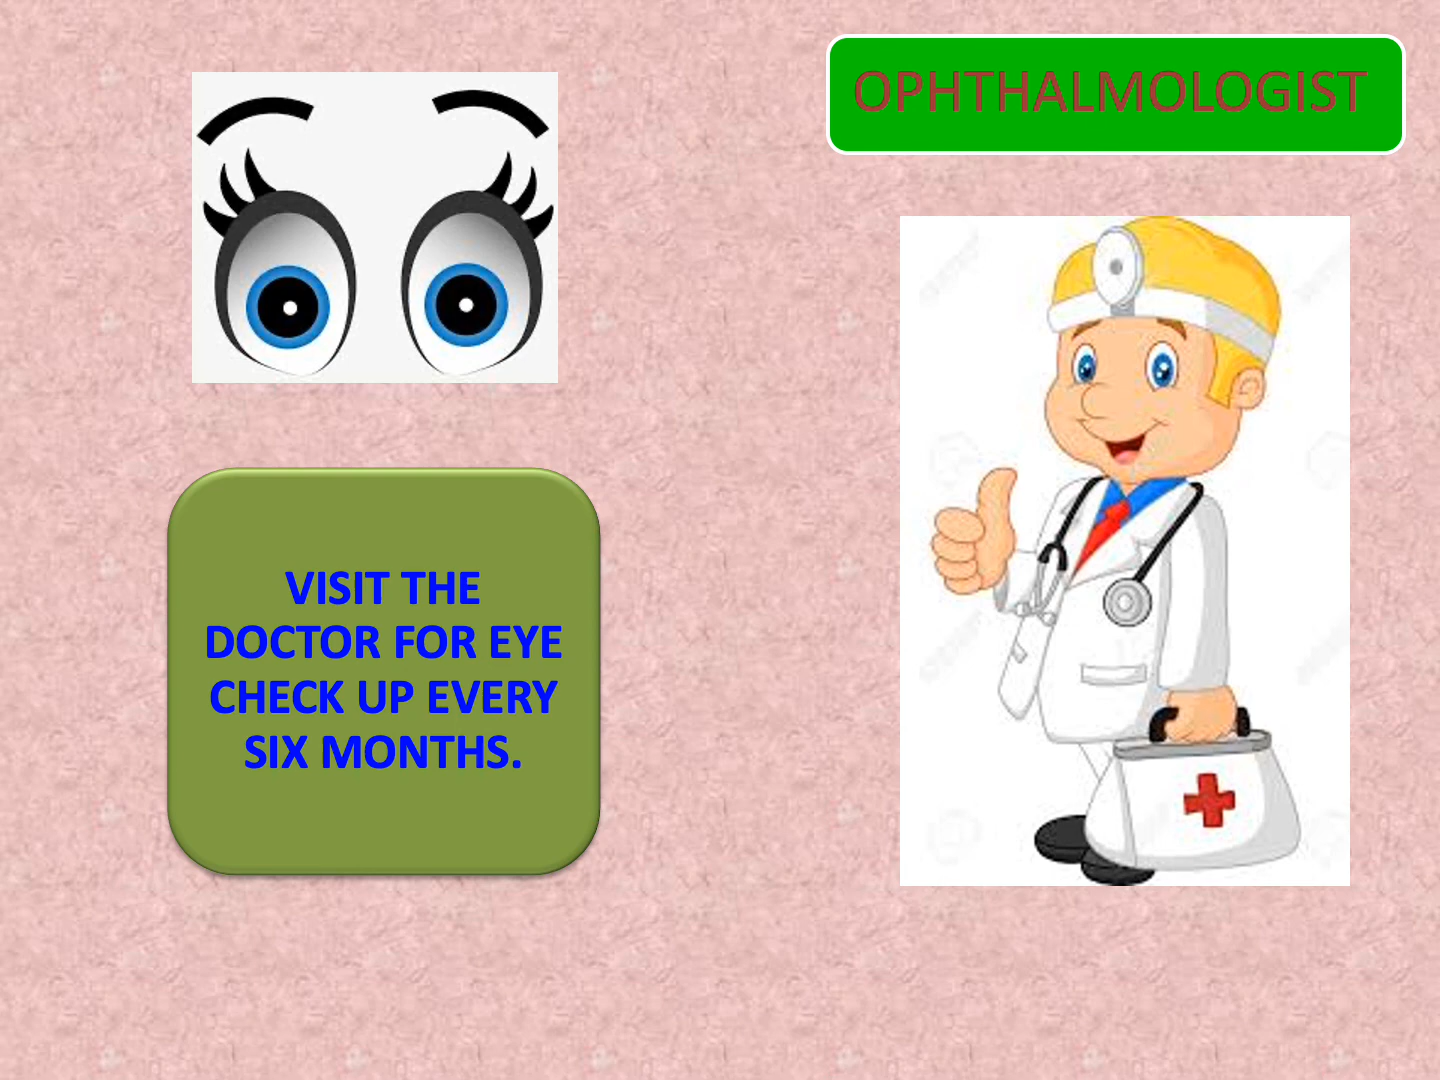 OPHTHALMOLOGIST
VISIT THE
DOCTOR FOR EYE
CHECK UP EVERY
SIX MONTHS.